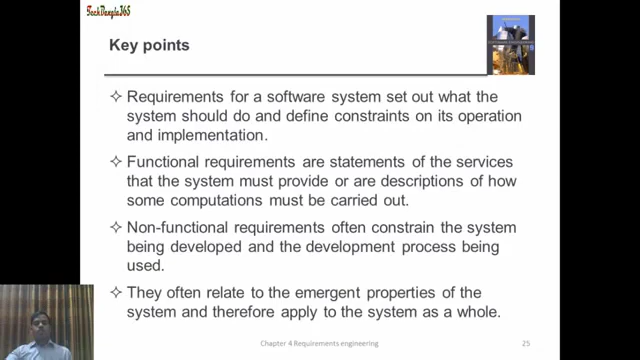 TechBangla365
Key points
✧ Requirements for a software system set out what the
system should do and define constraints on its operation
and implementation.
✧ Functional requirements are statements of the services
that the system must provide or are descriptions of how
some computations must be carried out.
✧ Non-functional requirements often constrain the system
being developed and the development process being
used.
✧ They often relate to the emergent properties of the
system and therefore apply to the system as a whole.
Chapter 4 Requirements engineering
25